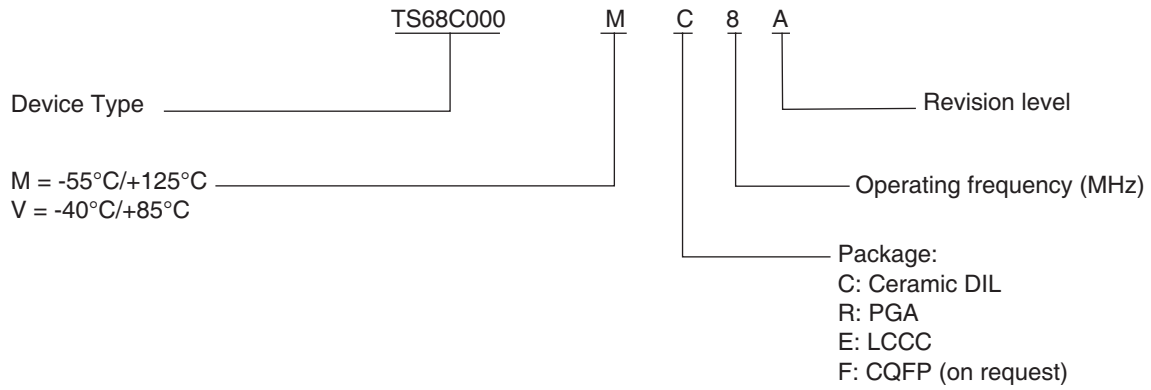 TS68C000 M C 8 A
Device Type
Revision level
M = -55°C/+125°C
V = -40°C/+85°C
Operating frequency (MHz)
Package:
C: Ceramic DIL
R: PGA
E: LCCC
F: CQFP (on request)